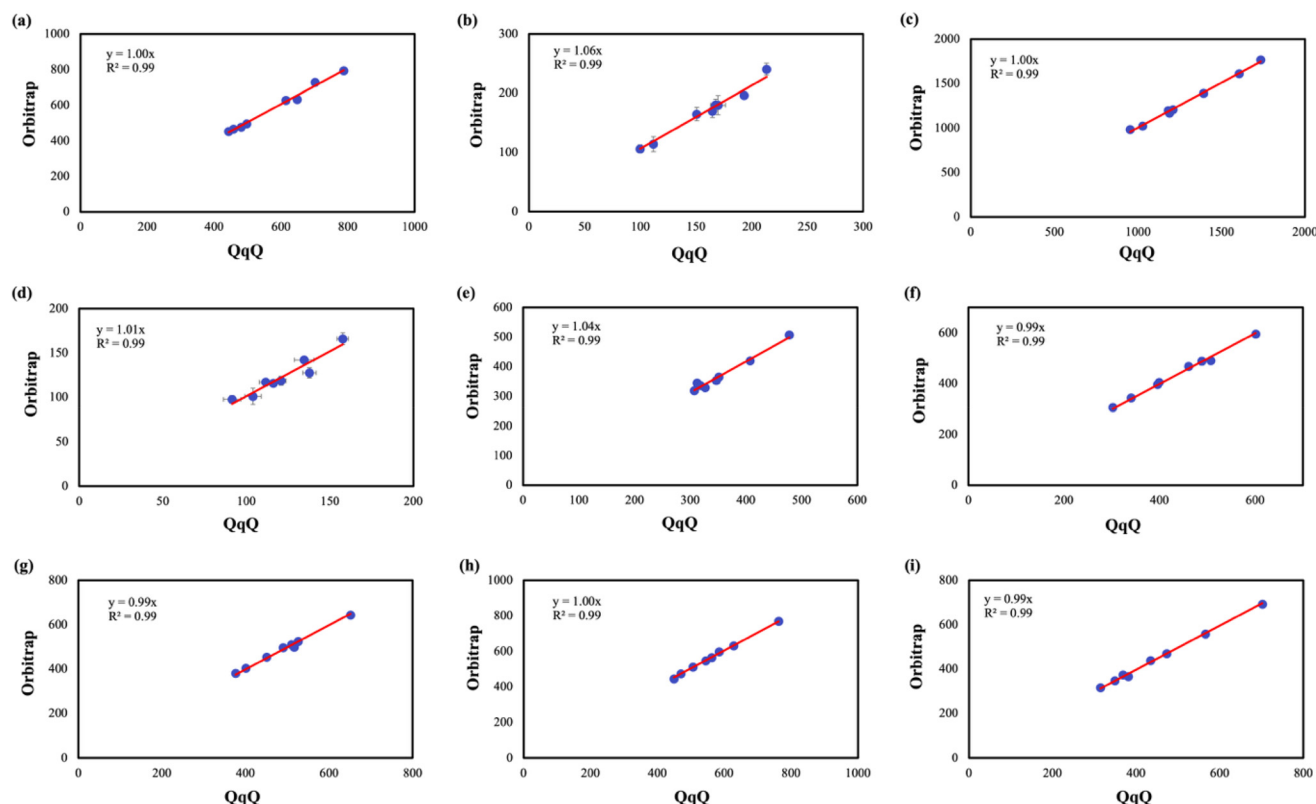 (a)
y = 1.00x
R² = 0.99
1000
800
600
400
200
0
Orbitrap
0 200 400 600 800 1000
QqQ
(b)
y = 1.06x
R² = 0.99
300
200
100
0
Orbitrap
0 50 100 150 200 250 300
QqQ
(c)
y = 1.00x
R² = 0.99
2000
1500
1000
500
0
Orbitrap
0 500 1000 1500 2000
QqQ
(d)
y = 1.01x
R² = 0.99
200
150
100
50
0
Orbitrap
0 50 100 150 200
QqQ
(e)
y = 1.04x
R² = 0.99
600
500
400
300
200
100
0
Orbitrap
0 100 200 300 400 500 600
QqQ
(f)
y = 0.99x
R² = 0.99
600
400
200
0
Orbitrap
0 200 400 600
QqQ
(g)
y = 0.99x
R² = 0.99
800
600
400
200
0
Orbitrap
0 200 400 600 800
QqQ
(h)
y = 1.00x
R² = 0.99
1000
800
600
400
200
0
Orbitrap
0 200 400 600 800 1000
QqQ
(i)
y = 0.99x
R² = 0.99
800
600
400
200
0
Orbitrap
0 200 400 600 800
QqQ